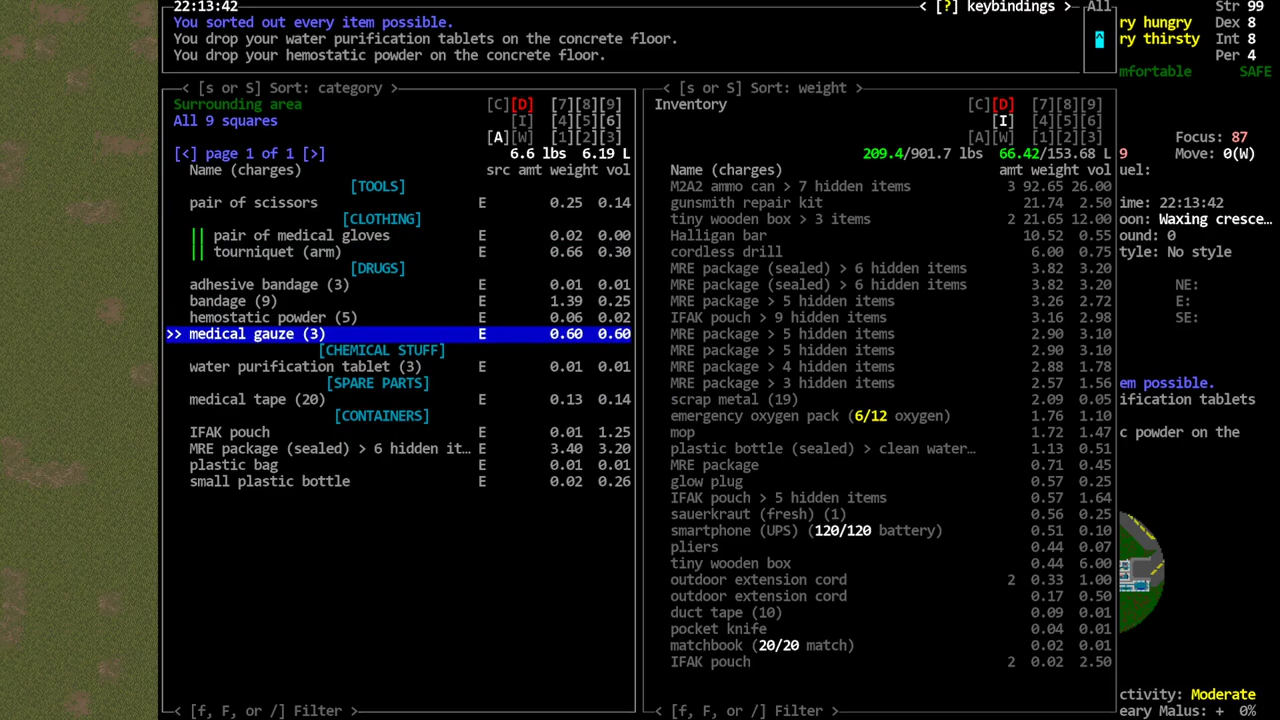 22:13:42
You sorted out every item possible.
You drop your water purification tablets on the concrete floor.
You drop your hemostatic powder on the concrete floor.
< [?] keybindings >
All
^
ry hungry
ry thirsty
mfortable SAFE
Str 99
Dex 8
Int 8
Per 4
< [s or S] Sort: category >
Surrounding area [C][D] [7][8][9]
All 9 squares [I] [4][5][6]
[A][W] [1][2][3]
[<] page 1 of 1 [>] 6.6 lbs 6.19 L
Name (charges) src amt weight vol
[TOOLS]
pair of scissors E 0.25 0.14
[CLOTHING]
|| pair of medical gloves E 0.02 0.00
|| tourniquet (arm) E 0.66 0.30
[DRUGS]
adhesive bandage (3) E 0.01 0.01
bandage (9) E 1.39 0.25
hemostatic powder (5) E 0.06 0.02
>> medical gauze (3) E 0.60 0.60
[CHEMICAL STUFF]
water purification tablet (3) E 0.01 0.01
[SPARE PARTS]
medical tape (20) E 0.13 0.14
[CONTAINERS]
IFAK pouch E 0.01 1.25
MRE package (sealed) > 6 hidden it… E 3.40 3.20
plastic bag E 0.01 0.01
small plastic bottle E 0.02 0.26
< [f, F, or /] Filter >
< [s or S] Sort: weight >
Inventory [C][D] [7][8][9]
[I] [4][5][6]
[A][W] [1][2][3]
209.4/901.7 lbs 66.42/153.68 L
Name (charges) amt weight vol
M2A2 ammo can > 7 hidden items 3 92.65 26.00
gunsmith repair kit 21.74 2.50
tiny wooden box > 3 items 2 21.65 12.00
Halligan bar 10.52 0.55
cordless drill 6.00 0.75
MRE package (sealed) > 6 hidden items 3.82 3.20
MRE package (sealed) > 6 hidden items 3.82 3.20
MRE package > 5 hidden items 3.26 2.72
IFAK pouch > 9 hidden items 3.16 2.98
MRE package > 5 hidden items 2.90 3.10
MRE package > 5 hidden items 2.90 3.10
MRE package > 4 hidden items 2.88 1.78
MRE package > 3 hidden items 2.57 1.56
scrap metal (19) 2.09 0.05
emergency oxygen pack (6/12 oxygen) 1.76 1.10
mop 1.72 1.47
plastic bottle (sealed) > clean water… 1.13 0.51
MRE package 0.71 0.45
glow plug 0.57 0.25
IFAK pouch > 5 hidden items 0.57 1.64
sauerkraut (fresh) (1) 0.56 0.25
smartphone (UPS) (120/120 battery) 0.51 0.10
pliers 0.44 0.07
tiny wooden box 0.44 6.00
outdoor extension cord 2 0.33 1.00
outdoor extension cord 0.17 0.50
duct tape (10) 0.09 0.01
pocket knife 0.04 0.01
matchbook (20/20 match) 0.02 0.01
IFAK pouch 2 0.02 2.50
< [f, F, or /] Filter >
Focus: 87
9 Move: 0(W)
uel:
ime: 22:13:42
oon: Waxing cresce…
ound: 0
tyle: No style
NE:
E:
SE:
em possible.
ification tablets
c powder on the
ctivity: Moderate
eary Malus: + 0%